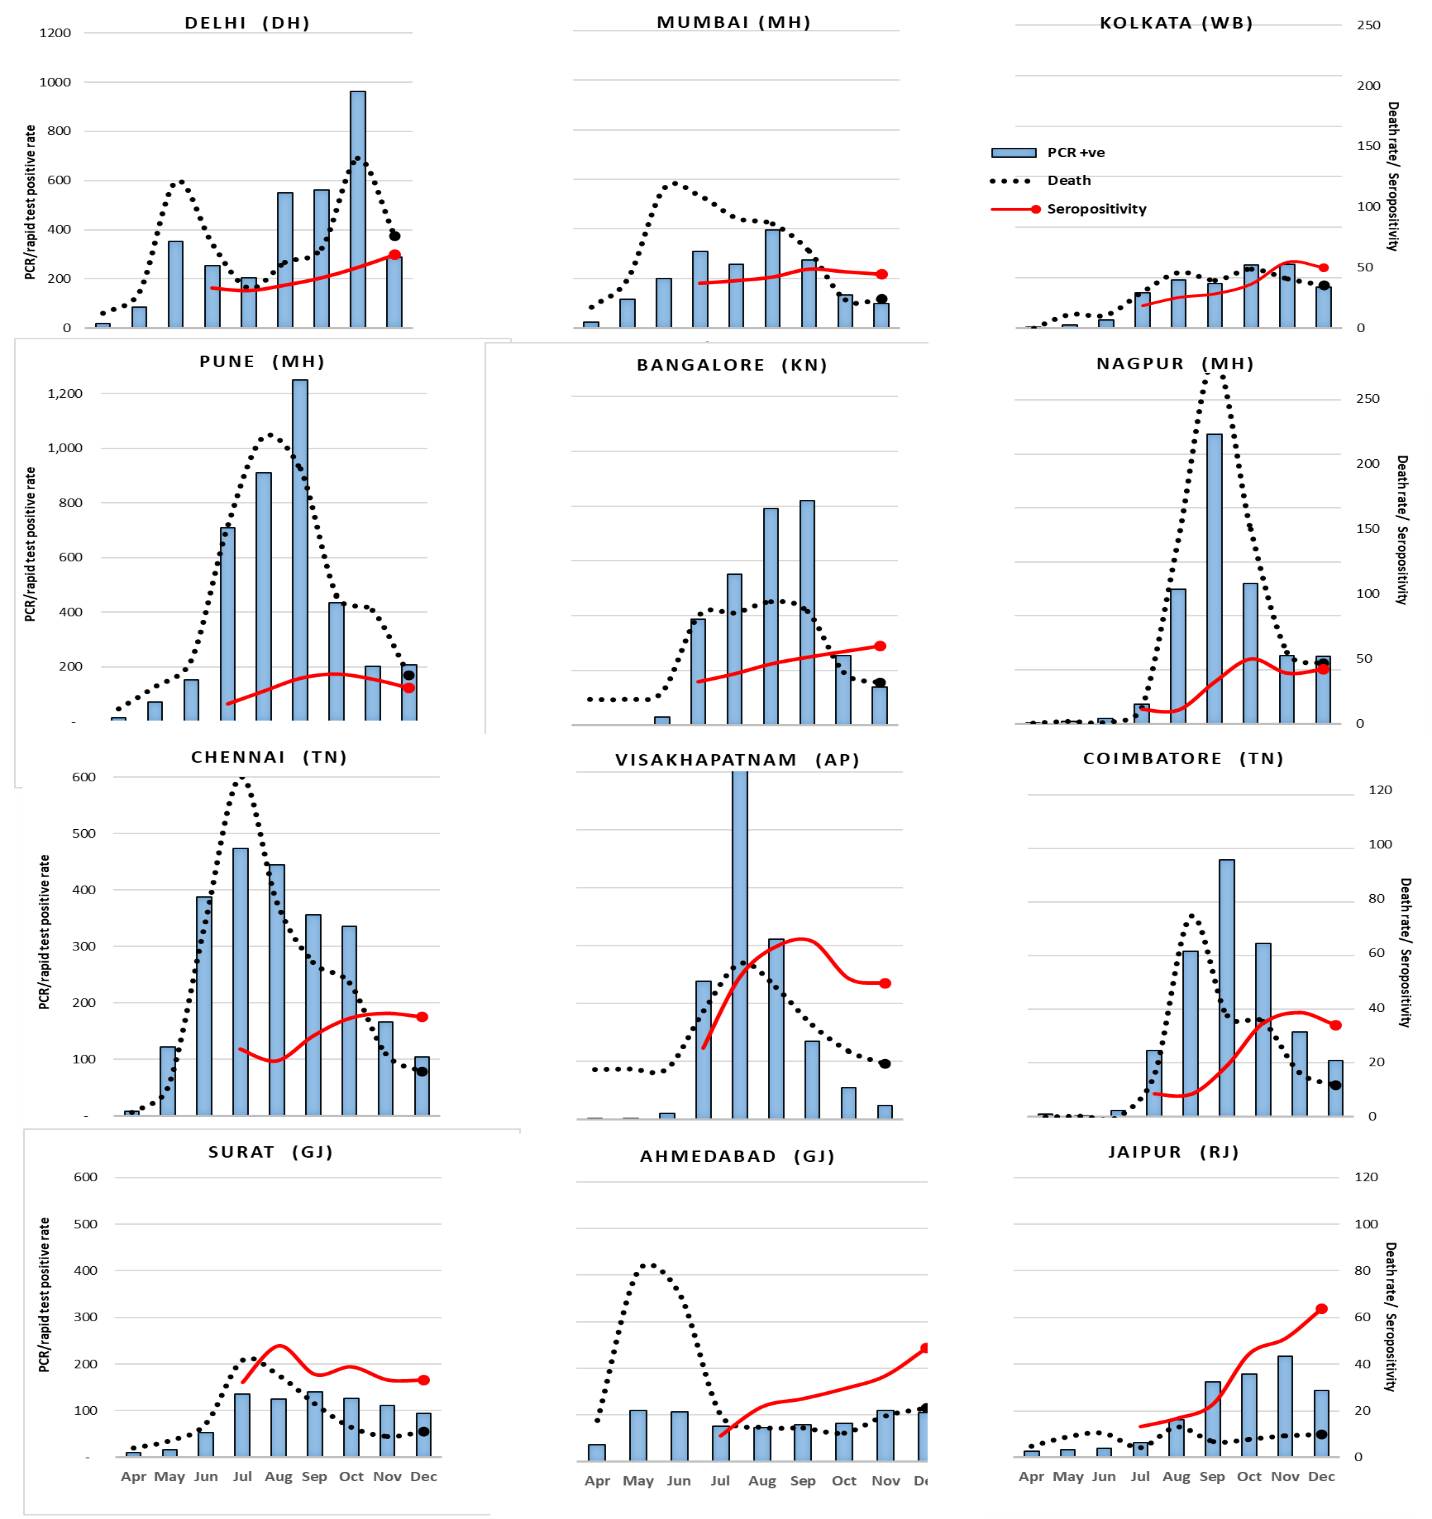 DELHI (DH)
1200
1000
800
600
400
200
0
PCR/rapid test positive rate
MUMBAI (MH)
KOLKATA (WB)
250
200
150
100
50
0
Death rate/ Seropositivity
PCR +ve
Death
Seropositivity
PUNE (MH)
1,200
1,000
800
600
400
200
-
PCR/rapid test positive rate
BANGALORE (KN)
NAGPUR (MH)
250
200
150
100
50
0
Death rate/ Seropositivity
CHENNAI (TN)
600
500
400
300
200
100
-
PCR/rapid test positive rate
VISAKHAPATNAM (AP)
COIMBATORE (TN)
120
100
80
60
40
20
0
Death rate/ Seropositivity
SURAT (GJ)
600
500
400
300
200
100
-
PCR/rapid test positive rate
Apr May Jun Jul Aug Sep Oct Nov Dec
AHMEDABAD (GJ)
Apr May Jun Jul Aug Sep Oct Nov De
JAIPUR (RJ)
120
100
80
60
40
20
0
Death rate/ Seropositivity
Apr May Jun Jul Aug Sep Oct Nov Dec